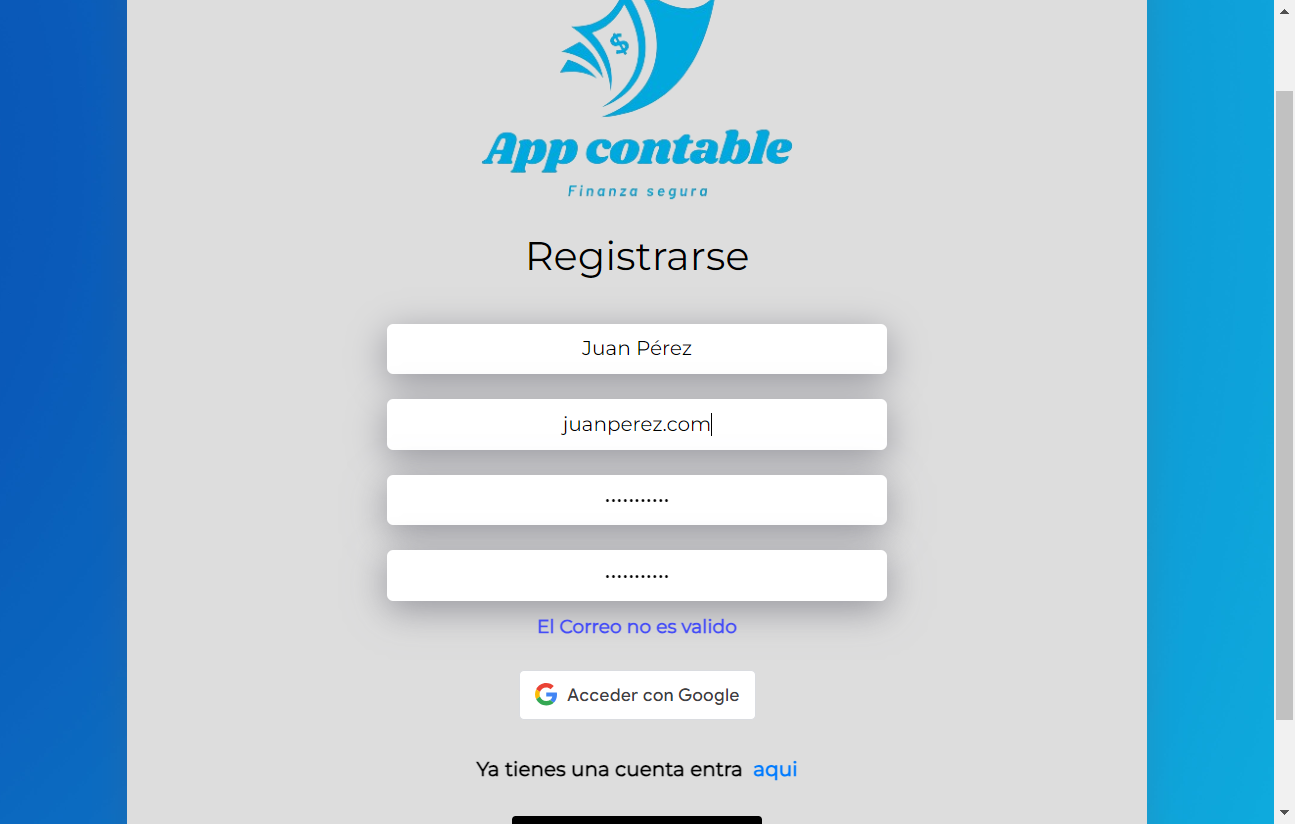 $
App contable
Finanza segura
Registrarse
Juan Pérez
juanperez.com
•••••••••••
•••••••••••
El Correo no es valido
Acceder con Google
Ya tienes una cuenta entra aqui